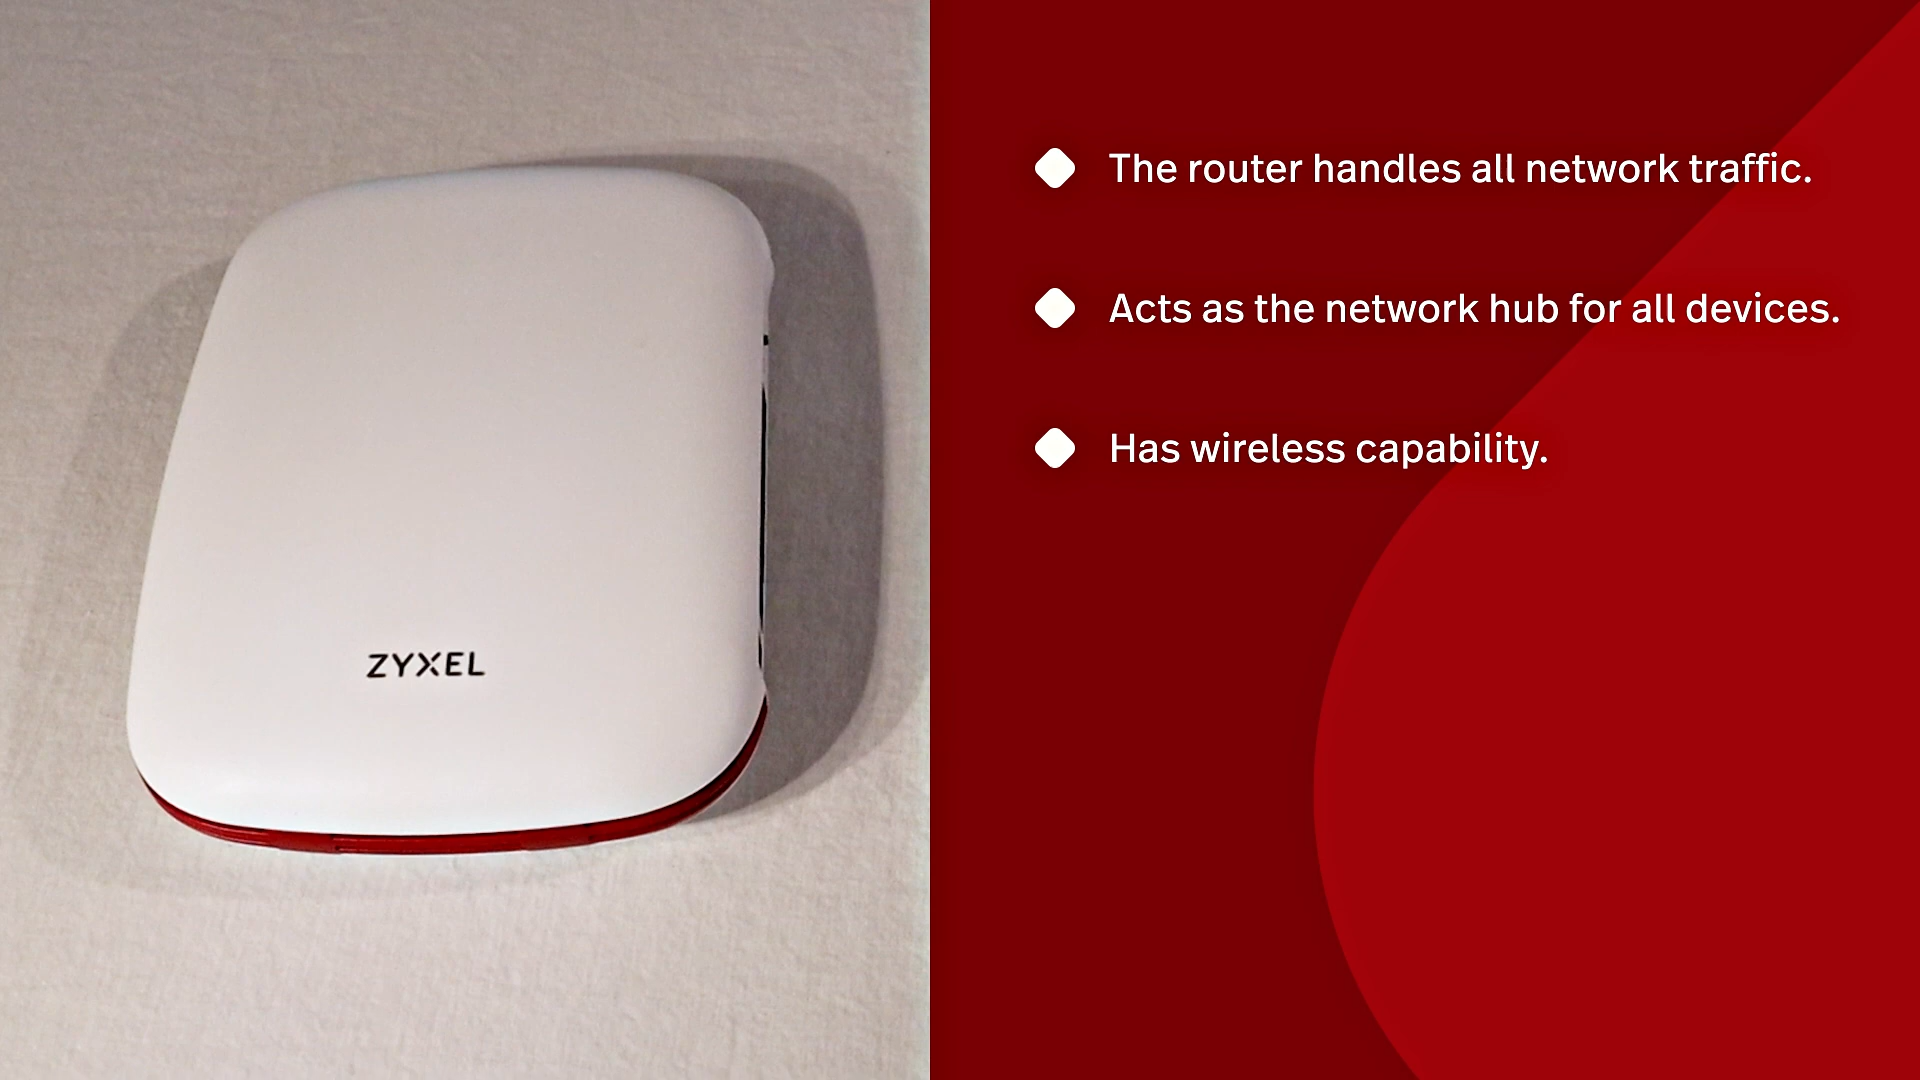 ZYXEL
The router handles all network traffic.
Acts as the network hub for all devices.
Has wireless capability.